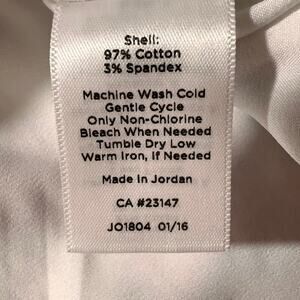 Shell:
97% Cotton
3% Spandex
Machine Wash Cold
Gentle Cycle
Only Non-Chlorine
Bleach When Needed
Tumble Dry Low
Warm Iron, If Needed
Made In Jordan
CA #23147
JO1804 01/16